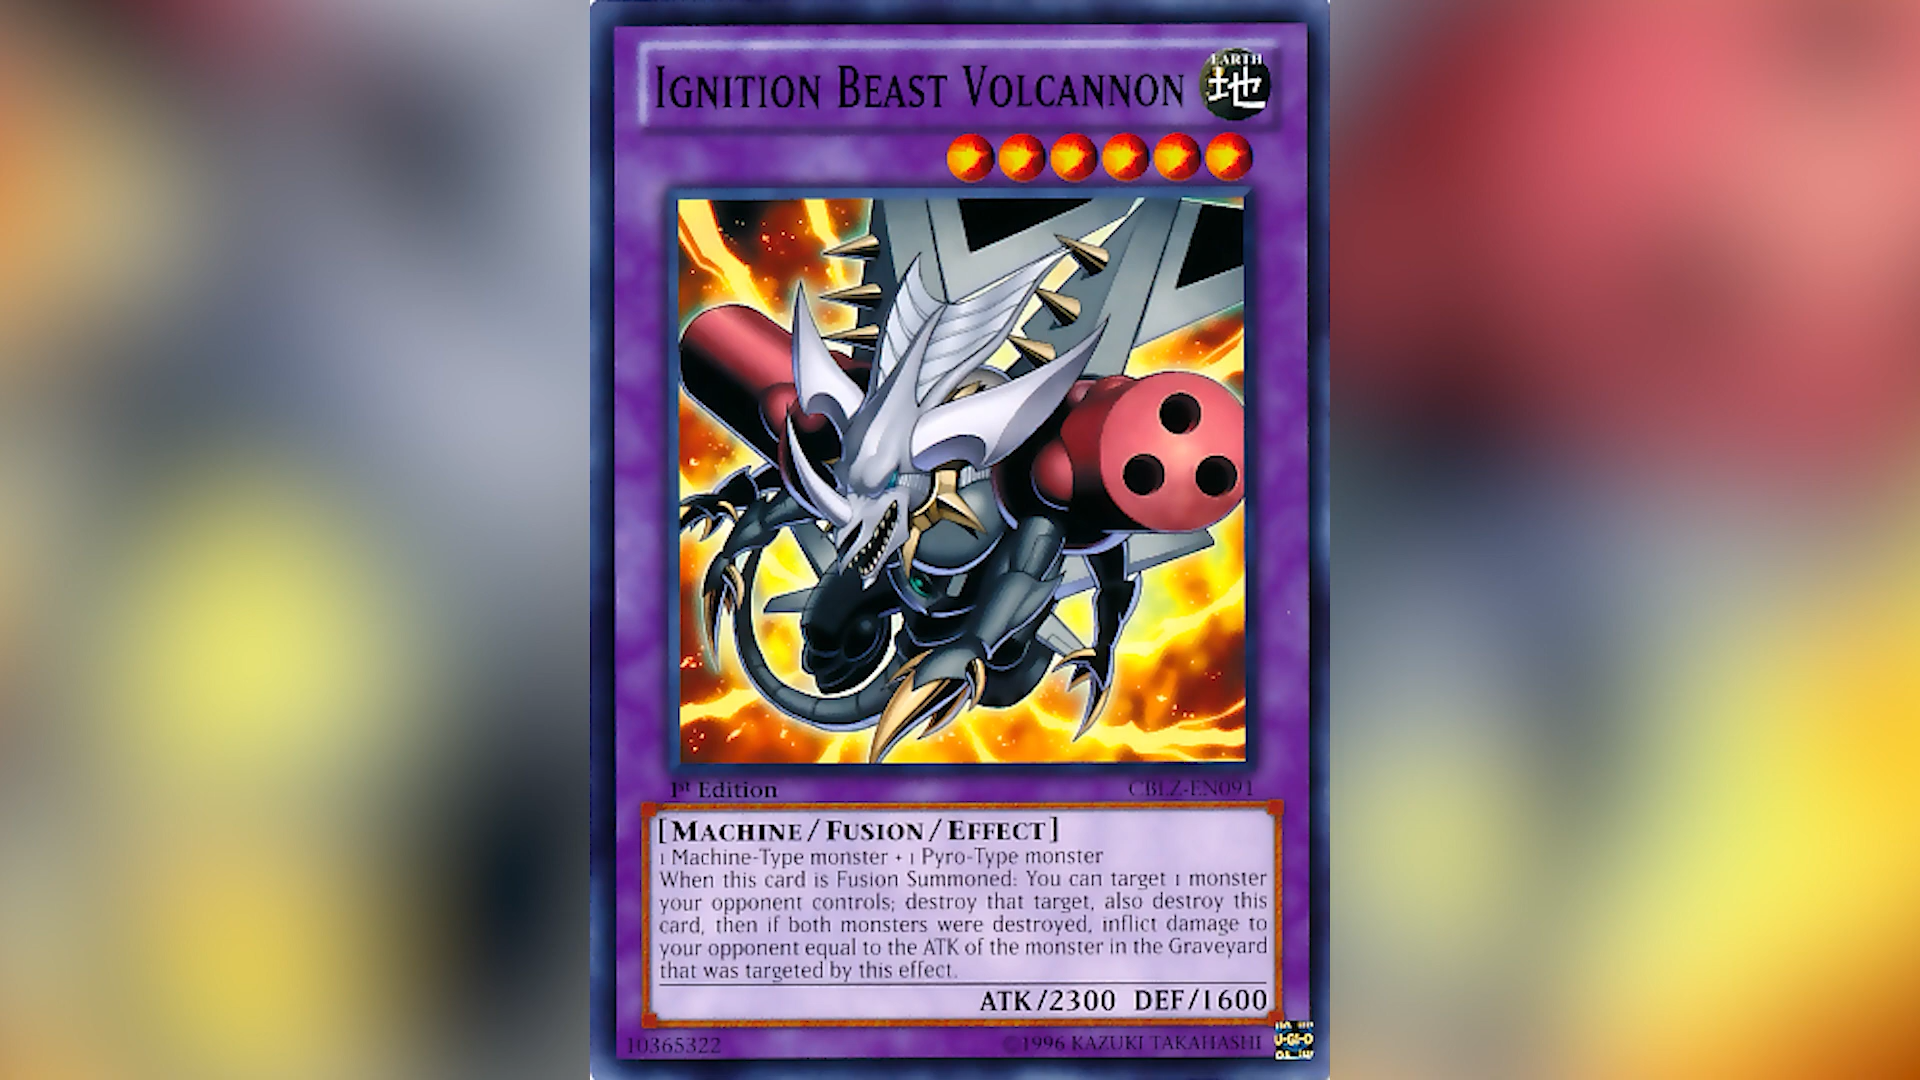 IGNITION BEAST VOLCANNON
EARTH
地
1st Edition
CBLZ-EN091
[MACHINE/FUSION/EFFECT]
1 Machine-Type monster + 1 Pyro-Type monster
When this card is Fusion Summoned: You can target 1 monster
your opponent controls; destroy that target, also destroy this
card, then if both monsters were destroyed, inflict damage to
your opponent equal to the ATK of the monster in the Graveyard
that was targeted by this effect.
ATK/2300 DEF/1600
10365322
©1996 KAZUKI TAKAHASHI